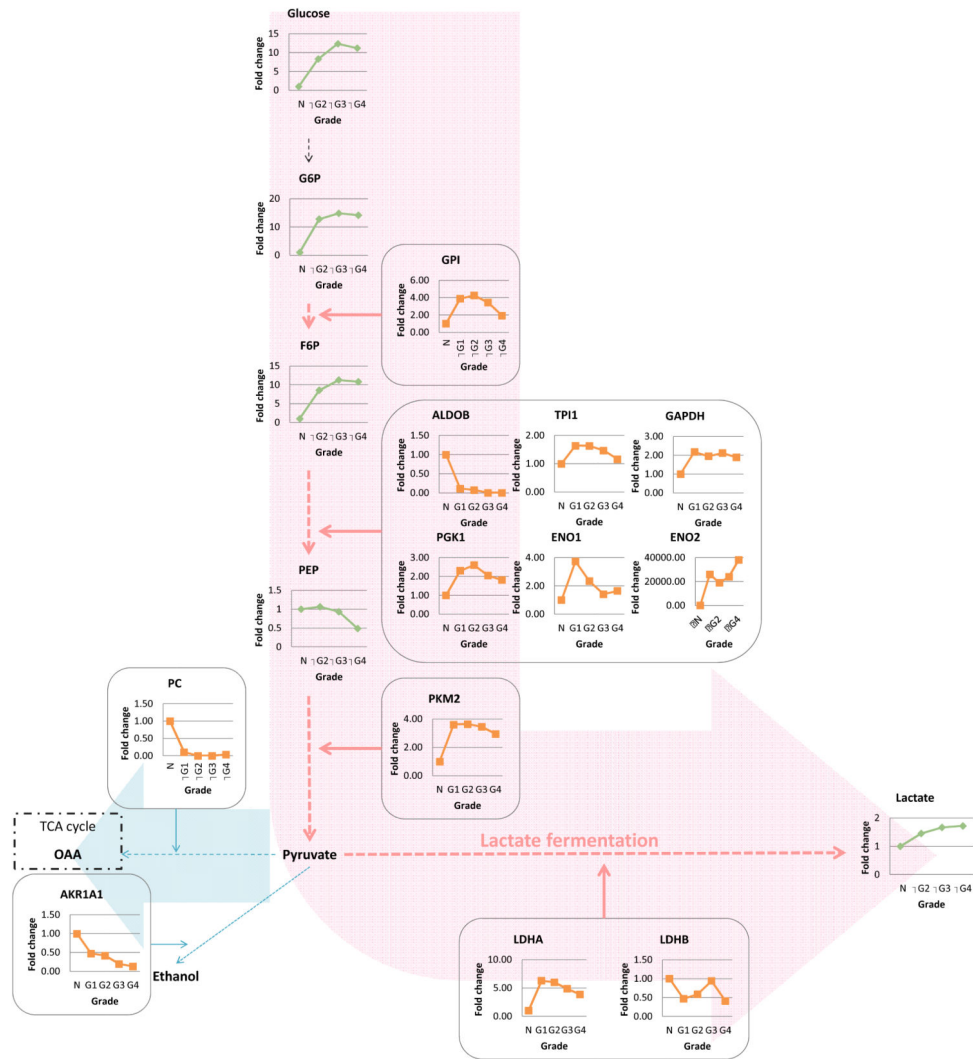 Glucose
Fold change
15
10
5
0
N ┐G2 ┐G3 ┐G4
Grade
G6P
Fold change
20
10
0
N ┐G2 ┐G3 ┐G4
Grade
GPI
Fold change
6.00
4.00
2.00
0.00
N ┐G1 ┐G2 ┐G3 ┐G4
Grade
F6P
Fold change
15
10
5
0
N ┐G2 ┐G3 ┐G4
Grade
ALDOB
Fold change
1.50
1.00
0.50
0.00
N G1 G2 G3 G4
Grade
TPI1
Fold change
2.00
1.00
0.00
N G1 G2 G3 G4
Grade
GAPDH
Fold change
3.00
2.00
1.00
0.00
N G1 G2 G3 G4
Grade
PGK1
Fold change
3.00
2.00
1.00
0.00
N G1 G2 G3 G4
Grade
ENO1
Fold change
4.00
2.00
0.00
N G1 G2 G3 G4
Grade
ENO2
Fold change
40000.00
20000.00
0.00
N G2 G4
Grade
PEP
Fold change
1.5
1
0.5
0
N ┐G2 ┐G3 ┐G4
Grade
PC
Fold change
1.50
1.00
0.50
0.00
N ┐G1 ┐G2 ┐G3 ┐G4
Grade
PKM2
Fold change
4.00
2.00
0.00
N G1 G2 G3 G4
Grade
TCA cycle
OAA
Pyruvate
Lactate fermentation
Lactate
Fold change
2
1
0
N ┐G2 ┐G3 ┐G4
Grade
AKR1A1
Fold change
1.50
1.00
0.50
0.00
N G1 G2 G3 G4
Grade
Ethanol
LDHA
Fold change
10.00
5.00
0.00
N G1 G2 G3 G4
Grade
LDHB
Fold change
1.50
1.00
0.50
0.00
N G1 G2 G3 G4
Grade